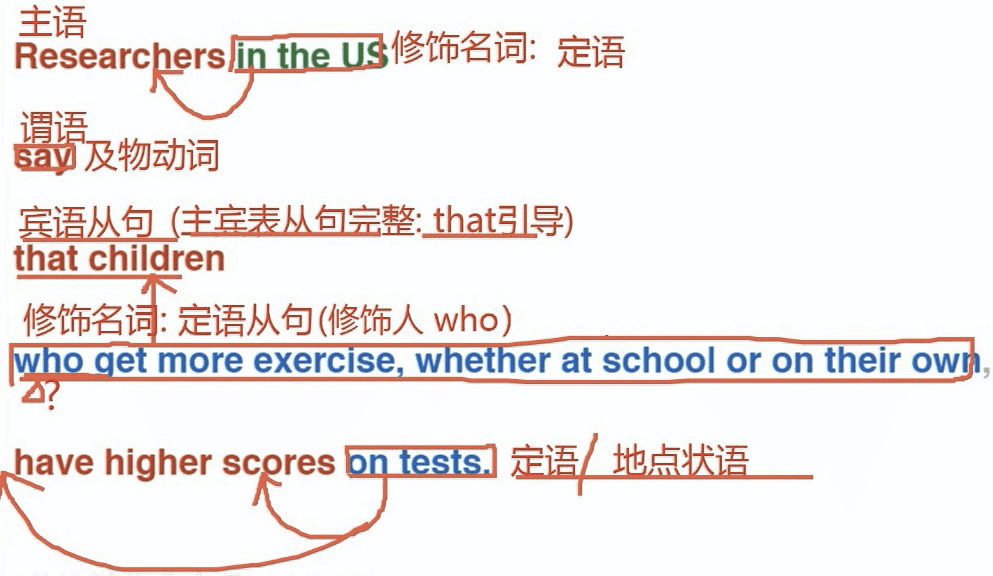 主语
Researchers in the US 修饰名词: 定语
谓语
say 及物动词
宾语从句 (主宾表从句完整: that引导)
that children
修饰名词: 定语从句(修饰人 who)
who get more exercise, whether at school or on their own,
?
have higher scores on tests. 定语/ 地点状语